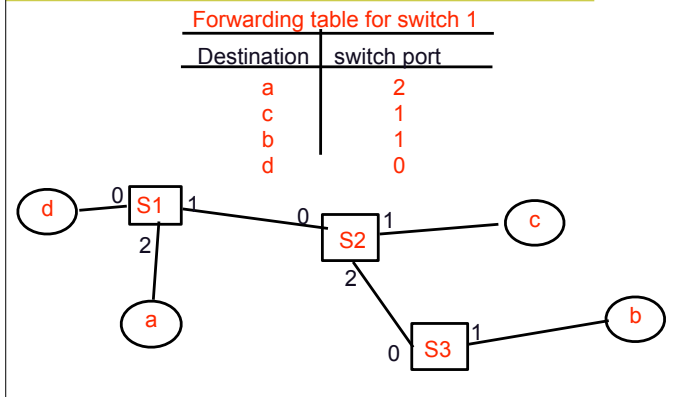 Forwarding table for switch 1
Destination switch port
a 2
c 1
b 1
d 0
d 0 S1 1
0 S2 1 c
2
2
a
0 S3 1 b